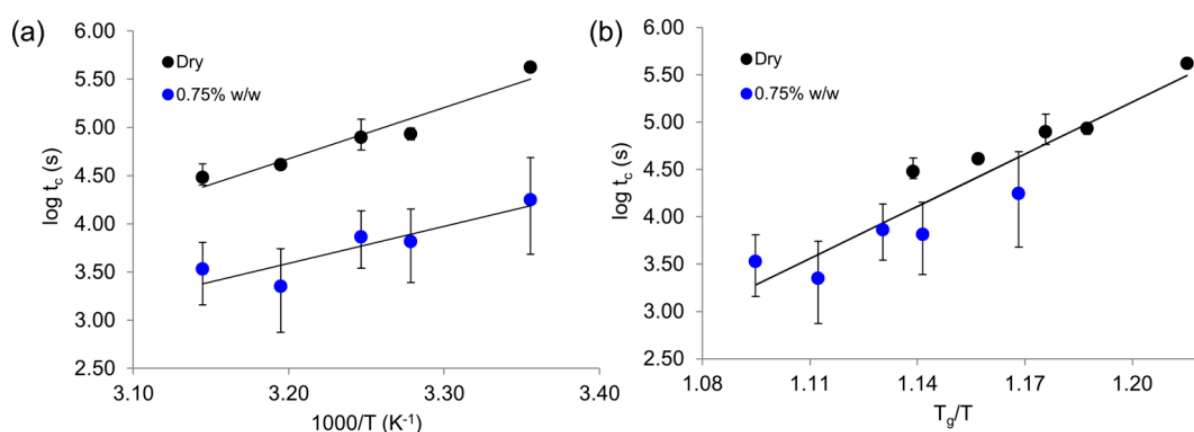 (a)
6.00
5.50
5.00
4.50
4.00
3.50
3.00
2.50
log t_c (s)
Dry
0.75% w/w
3.10
3.20
3.30
3.40
1000/T (K⁻¹)
(b)
6.00
5.50
5.00
4.50
4.00
3.50
3.00
2.50
log t_c (s)
Dry
0.75% w/w
1.08
1.11
1.14
1.17
1.20
T_g/T